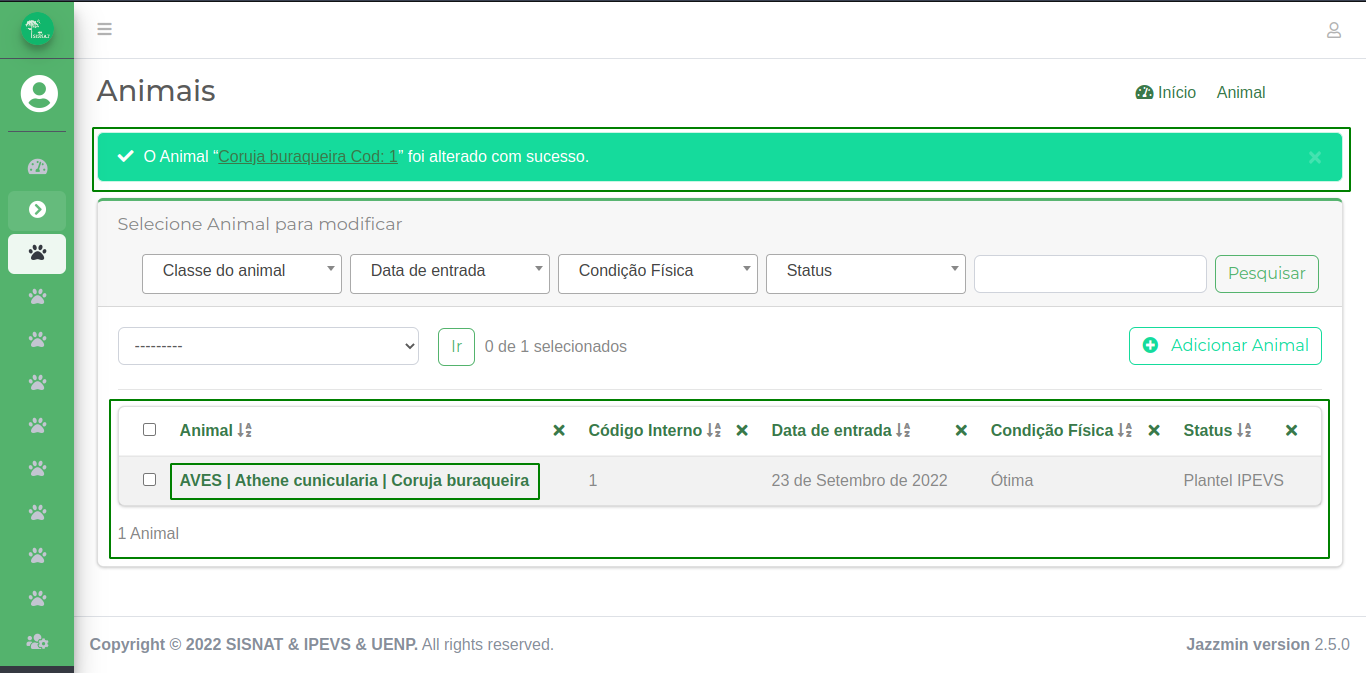 Animais
Início Animal
O Animal “Coruja buraqueira Cod: 1” foi alterado com sucesso.
Selecione Animal para modificar
Classe do animal Data de entrada Condição Física Status Pesquisar
--------- Ir 0 de 1 selecionados Adicionar Animal
Animal Código Interno Data de entrada Condição Física Status
AVES | Athene cunicularia | Coruja buraqueira 1 23 de Setembro de 2022 Ótima Plantel IPEVS
1 Animal
Copyright © 2022 SISNAT & IPEVS & UENP. All rights reserved. Jazzmin version 2.5.0